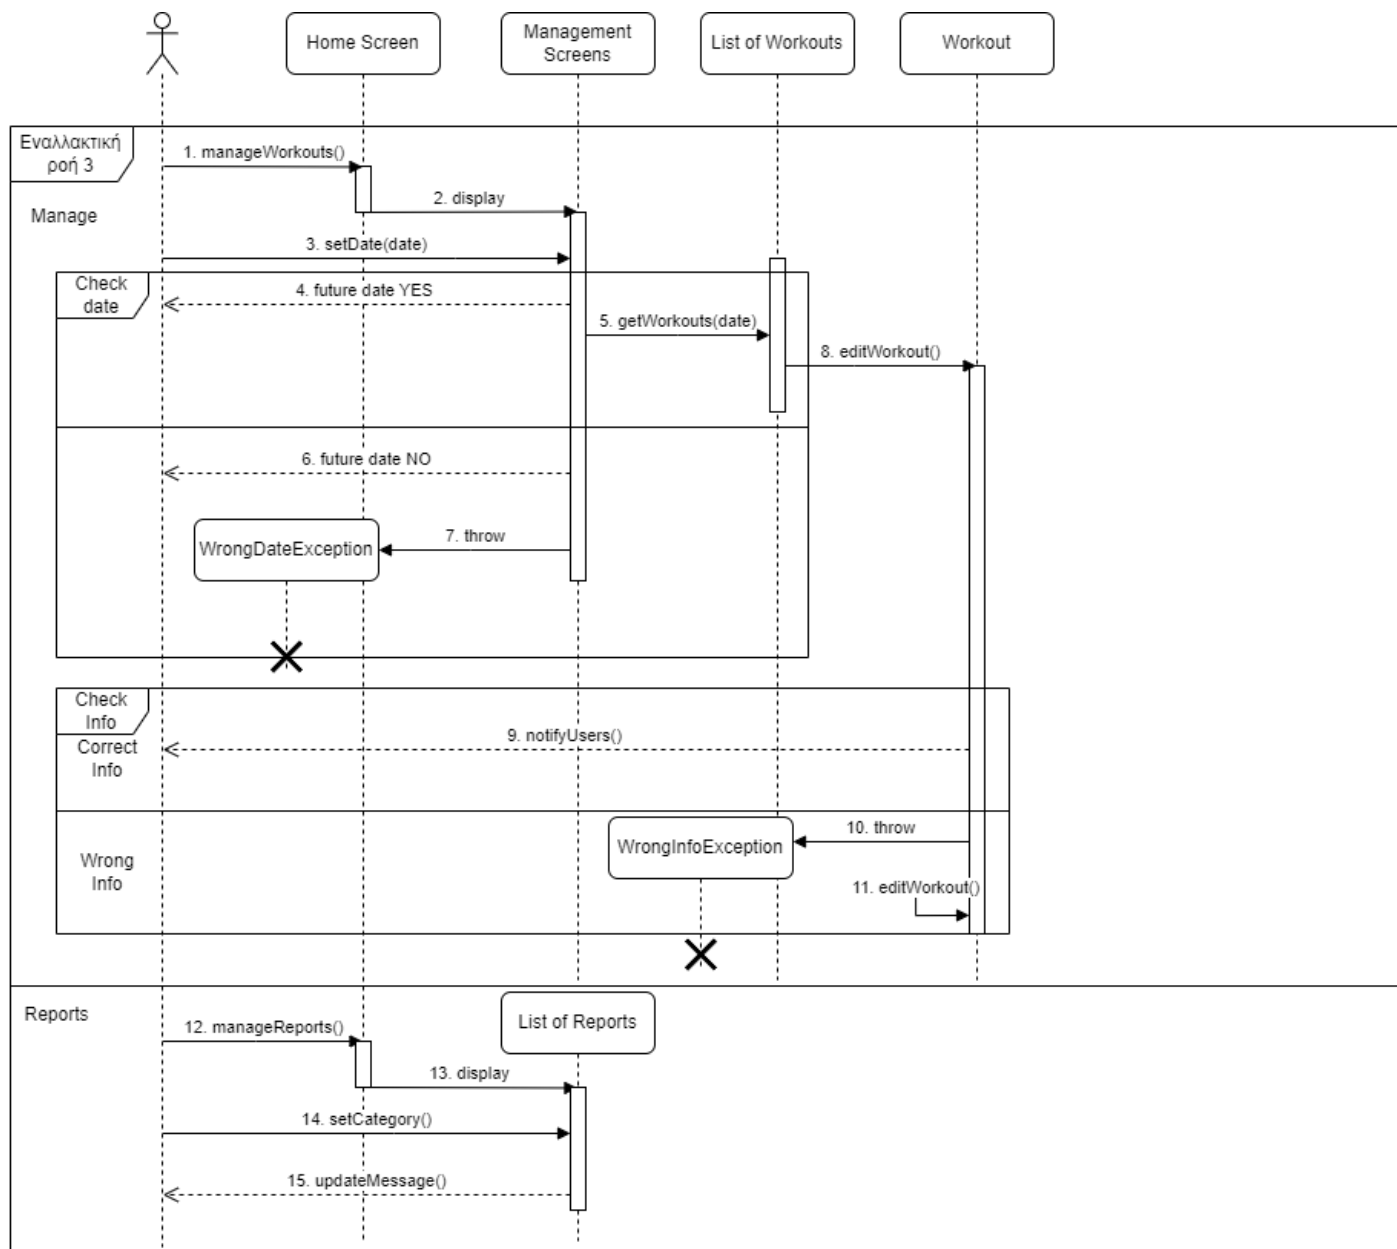 Home Screen
Management
Screens
List of Workouts
Workout
Εναλλακτική
ροή 3
1. manageWorkouts()
2. display
Manage
3. setDate(date)
Check
date
4. future date YES
5. getWorkouts(date)
8. editWorkout()
6. future date NO
7. throw
WrongDateException
Check
Info
Correct
Info
9. notifyUsers()
10. throw
WrongInfoException
Wrong
Info
11. editWorkout()
Reports
List of Reports
12. manageReports()
13. display
14. setCategory()
15. updateMessage()